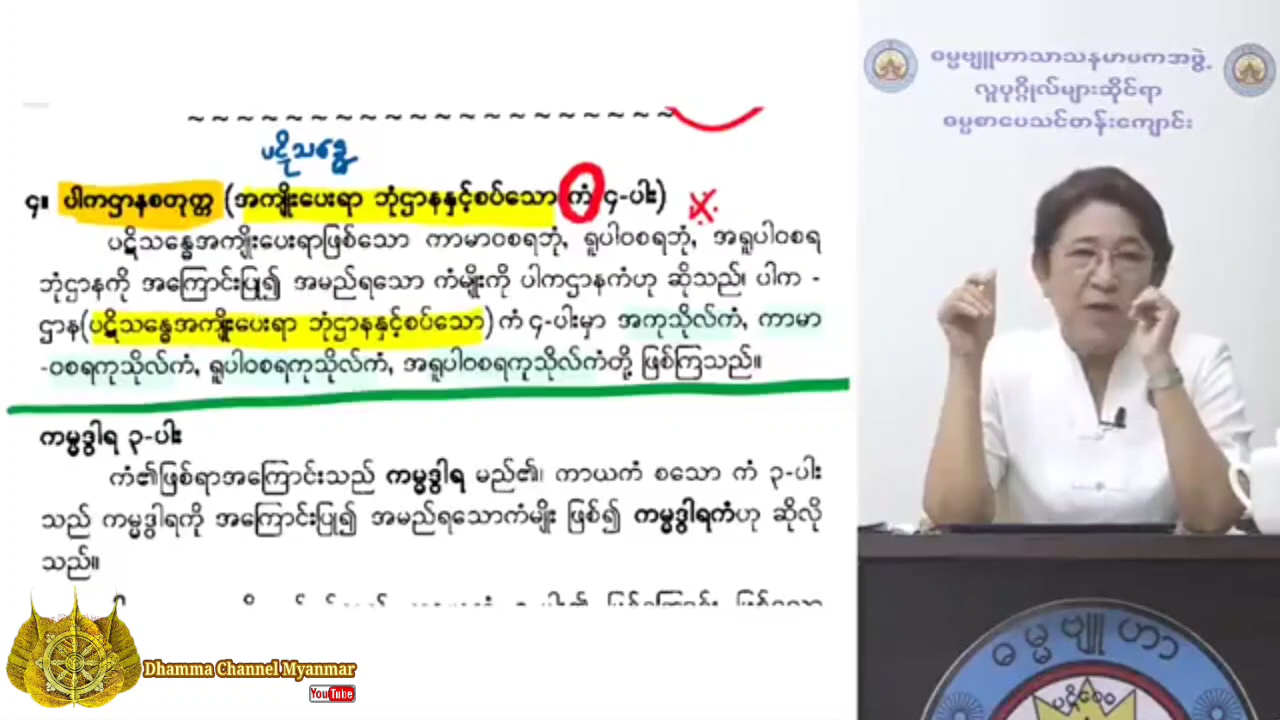 ပဋိသန္ဓေ
၄။ ပါကဋ္ဌာနစတုတ္က (အကျိုးပေးရာ ဘုံဌာနနှင့်စပ်သော ကံ ၄-ပါး)
ပဋိသန္ဓေအကျိုးပေးရာဖြစ်သော ကာမာဝစရဘုံ, ရူပါဝစရဘုံ, အရူပါဝစရ
ဘုံဌာနကို အကြောင်းပြု၍ အမည်ရသော ကံမျိုးကို ပါကဋ္ဌာနကံဟု ဆိုသည်၊ ပါက -
ဌာန(ပဋိသန္ဓေအကျိုးပေးရာ ဘုံဌာနနှင့်စပ်သော) ကံ ၄-ပါးမှာ အကုသိုလ်ကံ, ကာမာ
-ဝစရကုသိုလ်ကံ, ရူပါဝစရကုသိုလ်ကံ, အရူပါဝစရကုသိုလ်ကံတို့ ဖြစ်ကြသည်။
ကမ္မဒွါရ ၃-ပါး
ကံ၏ဖြစ်ရာအကြောင်းသည် ကမ္မဒွါရ မည်၏၊ ကာယကံ စသော ကံ ၃-ပါး
သည် ကမ္မဒွါရကို အကြောင်းပြု၍ အမည်ရသောကံမျိုး ဖြစ်၍ ကမ္မဒွါရကံဟု ဆိုလို
သည်။
Dhamma Channel Myanmar
YouTube
ဓမ္မဗျူဟာသာသနမာမကအဖွဲ့
လူပုဂ္ဂိုလ်များဆိုင်ရာ
ဓမ္မစာပေသင်တန်းကျောင်း
ဓမ္မဗျူဟာ
ပဋိဝေဓ